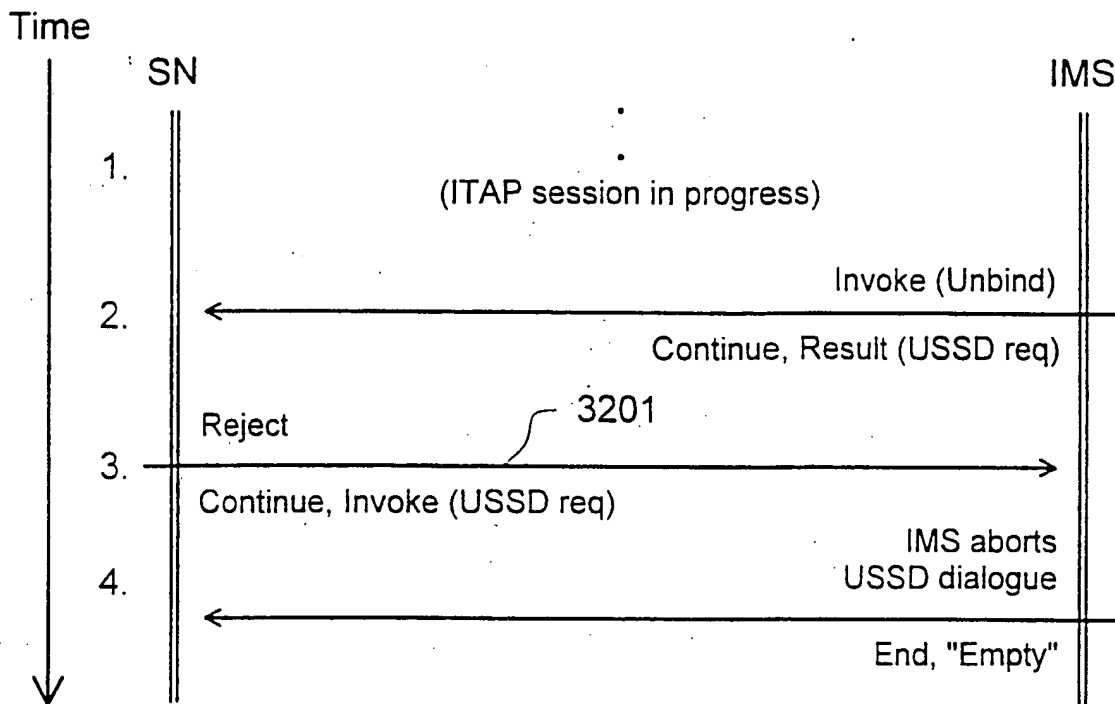 Time
SN
IMS
1.
(ITAP session in progress)
Invoke (Unbind)
2.
Continue, Result (USSD req)
3201
Reject
3.
Continue, Invoke (USSD req)
IMS aborts
4.
USSD dialogue
End, "Empty"